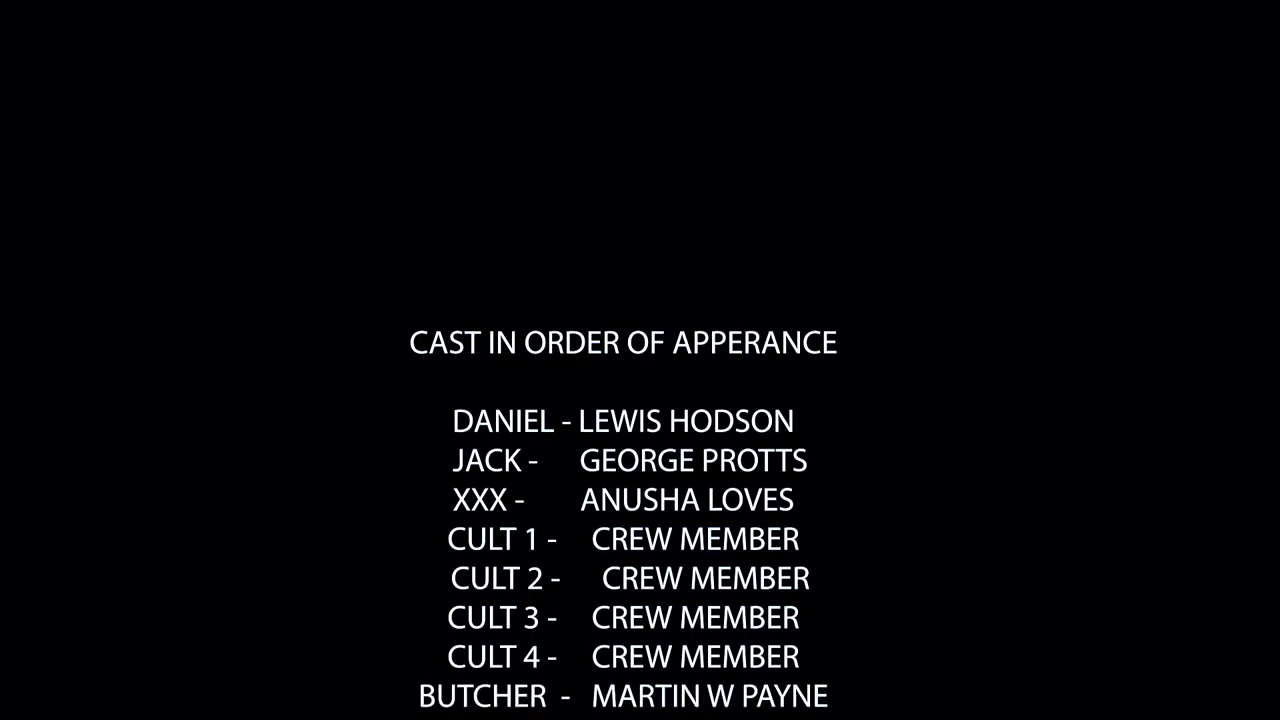 CAST IN ORDER OF APPERANCE
DANIEL - LEWIS HODSON
JACK - GEORGE PROTTS
XXX - ANUSHA LOVES
CULT 1 - CREW MEMBER
CULT 2 - CREW MEMBER
CULT 3 - CREW MEMBER
CULT 4 - CREW MEMBER
BUTCHER - MARTIN W PAYNE